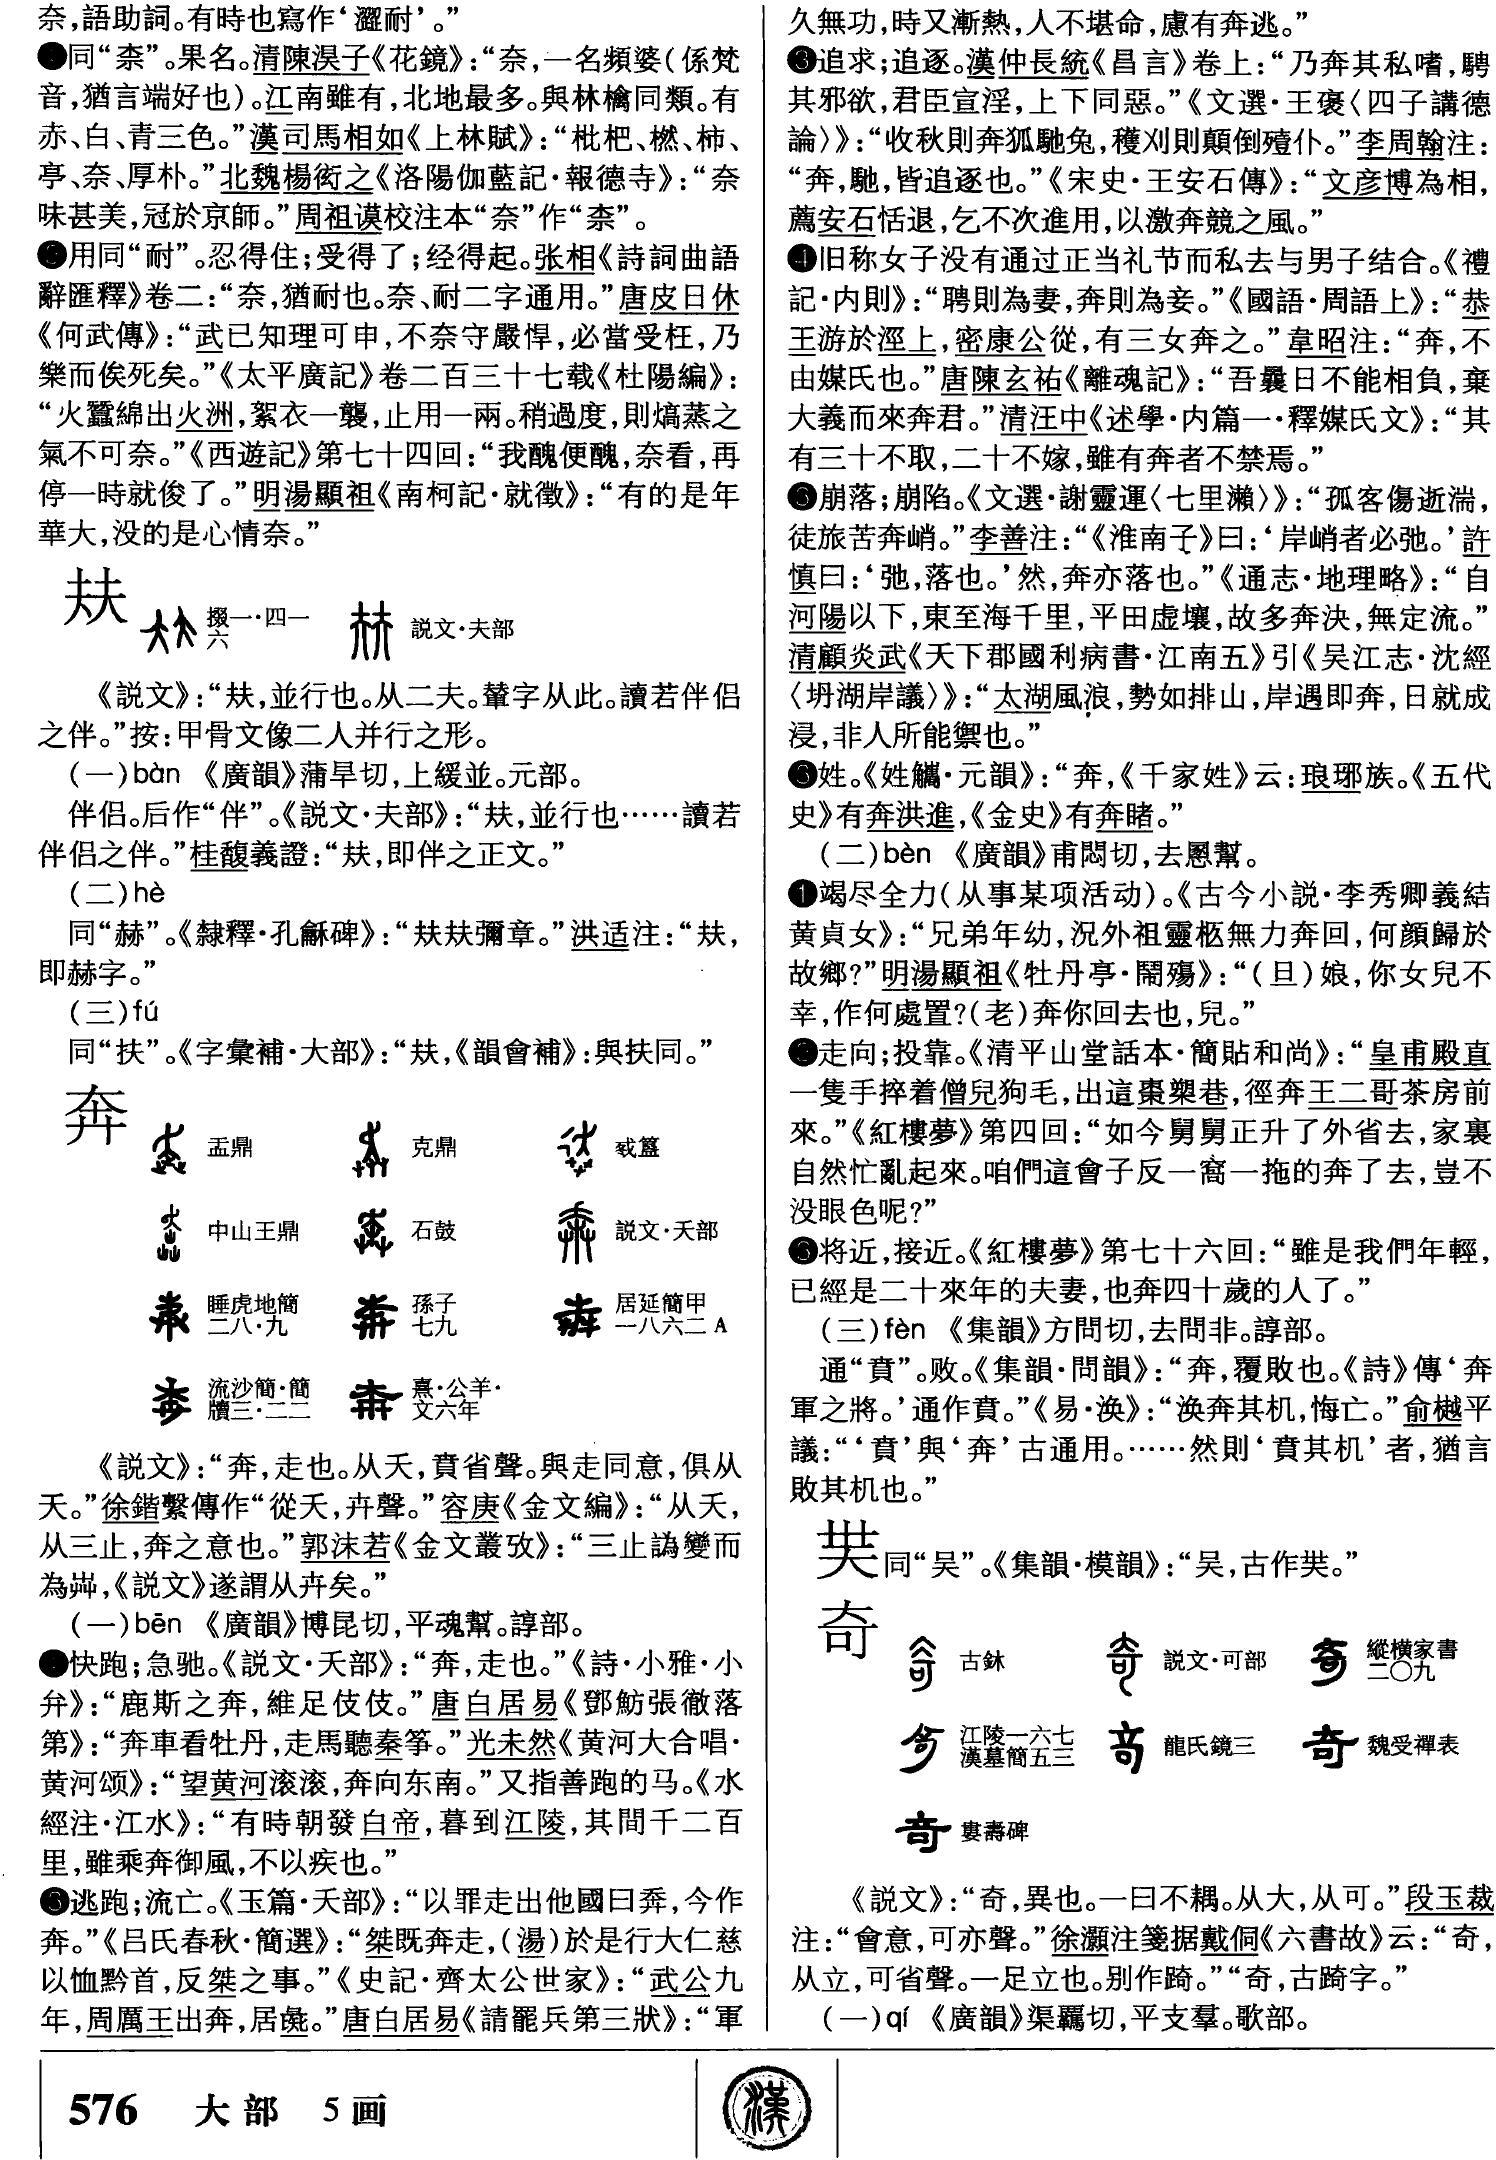 奈，語助詞。有時也寫作‘澀耐’。”
同“柰”。果名。清陳淏子《花鏡》：“奈，一名頻婆（係梵
音，猶言端好也）。江南雖有，北地最多。與林檎同類。有
赤、白、青三色。”漢司馬相如《上林賦》：“枇杷、橪、柿、
亭、奈、厚朴。”北魏楊衒之《洛陽伽藍記·報德寺》：“奈
味甚美，冠於京師。”周祖谟校注本“奈”作“柰”。
用同“耐”。忍得住；受得了；经得起。张相《詩詞曲語
辭匯釋》卷二：“奈，猶耐也。奈、耐二字通用。”唐皮日休
《何武傳》：“武已知理可申，不奈守嚴悍，必當受枉，乃
樂而俟死矣。”《太平廣記》卷二百三十七载《杜陽編》：
“火蠶綿出火洲，絮衣一襲，止用一兩。稍過度，則熇蒸之
氣不可奈。”《西遊記》第七十四回：“我醜便醜，奈看，再
停一時就俊了。”明湯顯祖《南柯記·就徵》：“有的是年
華大，没的是心情奈。”
㚘
掇一·四一六
説文·夫部
《説文》：“㚘，並行也。从二夫。輦字从此。讀若伴侣
之伴。”按：甲骨文像二人并行之形。
（一）bàn 《廣韻》蒲旱切，上緩並。元部。
伴侣。后作“伴”。《説文·夫部》：“㚘，並行也……讀若
伴侣之伴。”桂馥義證：“㚘，即伴之正文。”
（二）hè
同“赫”。《隸釋·孔龢碑》：“㚘㚘彌章。”洪适注：“㚘，
即赫字。”
（三）fú
同“扶”。《字彙補·大部》：“㚘，《韻會補》：與扶同。”
奔
盂鼎
克鼎
㺇簋
中山王鼎
石鼓
説文·夭部
睡虎地簡二八·九
孫子七九
居延簡甲一八六二A
流沙簡·簡牘三·二二
熹·公羊·文六年
《説文》：“奔，走也。从夭，賁省聲。與走同意，俱从
夭。”徐鍇繫傳作“從夭，卉聲。”容庚《金文編》：“从夭，
从三止，奔之意也。”郭沫若《金文叢攷》：“三止譌變而
為芔，《説文》遂謂从卉矣。”
（一）bēn 《廣韻》博昆切，平魂幫。諄部。
快跑；急驰。《説文·夭部》：“奔，走也。”《詩·小雅·小
弁》：“鹿斯之奔，維足伎伎。”唐白居易《鄧魴張徹落
第》：“奔車看牡丹，走馬聽秦筝。”光未然《黄河大合唱·
黄河颂》：“望黄河滚滚，奔向东南。”又指善跑的马。《水
經注·江水》：“有時朝發白帝，暮到江陵，其間千二百
里，雖乘奔御風，不以疾也。”
逃跑；流亡。《玉篇·夭部》：“以罪走出他國曰奔，今作
奔。”《吕氏春秋·簡選》：“桀既奔走，（湯）於是行大仁慈
以恤黔首，反桀之事。”《史記·齊太公世家》：“武公九
年，周厲王出奔，居彘。”唐白居易《請罷兵第三狀》：“軍
久無功，時又漸熱，人不堪命，慮有奔逃。”
❸追求；追逐。漢仲長統《昌言》卷上：“乃奔其私嗜，騁
其邪欲，君臣宣淫，上下同惡。”《文選·王褒〈四子講德
論〉》：“收秋則奔狐馳兔，穫刈則顛倒殪仆。”李周翰注：
“奔，馳，皆追逐也。”《宋史·王安石傳》：“文彦博為相，
薦安石恬退，乞不次進用，以激奔競之風。”
❹旧称女子没有通过正当礼节而私去与男子结合。《禮
記·内則》：“聘則為妻，奔則為妾。”《國語·周語上》：“恭
王游於涇上，密康公從，有三女奔之。”韋昭注：“奔，不
由媒氏也。”唐陳玄祐《離魂記》：“吾曩日不能相負，棄
大義而來奔君。”清汪中《述學·内篇一·釋媒氏文》：“其
有三十不取，二十不嫁，雖有奔者不禁焉。”
❺崩落；崩陷。《文選·謝靈運〈七里瀨〉》：“孤客傷逝湍，
徒旅苦奔峭。”李善注：“《淮南子》曰：‘岸峭者必弛。’許
慎曰：‘弛，落也。’然，奔亦落也。”《通志·地理略》：“自
河陽以下，東至海千里，平田虚壤，故多奔決，無定流。”
清顧炎武《天下郡國利病書·江南五》引《吴江志·沈經
〈坍湖岸議〉》：“太湖風浪，勢如排山，岸遇即奔，日就成
浸，非人所能禦也。”
❻姓。《姓觿·元韻》：“奔，《千家姓》云：琅琊族。《五代
史》有奔洪進，《金史》有奔睹。”
（二）bèn 《廣韻》甫悶切，去慁幫。
❶竭尽全力（从事某项活动）。《古今小説·李秀卿義結
黄貞女》：“兄弟年幼，況外祖靈柩無力奔回，何顔歸於
故鄉？”明湯顯祖《牡丹亭·鬧殤》：“（旦）娘，你女兒不
幸，作何處置？（老）奔你回去也，兒。”
❷走向；投靠。《清平山堂話本·簡貼和尚》：“皇甫殿直
一隻手捽着僧兒狗毛，出這棗槊巷，徑奔王二哥茶房前
來。”《紅樓夢》第四回：“如今舅舅正升了外省去，家裏
自然忙亂起來。咱們這會子反一窩一拖的奔了去，豈不
没眼色呢？”
❸将近，接近。《紅樓夢》第七十六回：“雖是我們年輕，
已經是二十來年的夫妻，也奔四十歲的人了。”
（三）fèn 《集韻》方問切，去問非。諄部。
通“賁”。败。《集韻·問韻》：“奔，覆敗也。《詩》傳‘奔
軍之將。’通作賁。”《易·渙》：“渙奔其机，悔亡。”俞樾平
議：“‘賁’與‘奔’古通用。……然則‘賁其机’者，猶言
敗其机也。”
㚙同“吴”。《集韻·模韻》：“吴，古作㚙。”
奇
古鉢
説文·可部
縱横家書二〇九
江陵一六七漢墓簡五三
龍氏鏡三
魏受禪表
婁壽碑
《説文》：“奇，異也。一曰不耦。从大，从可。”段玉裁
注：“會意，可亦聲。”徐灝注箋据戴侗《六書故》云：“奇，
从立，可省聲。一足立也。别作踦。”“奇，古踦字。”
（一）qí 《廣韻》渠羈切，平支羣。歌部。
576 大部 5画
漢